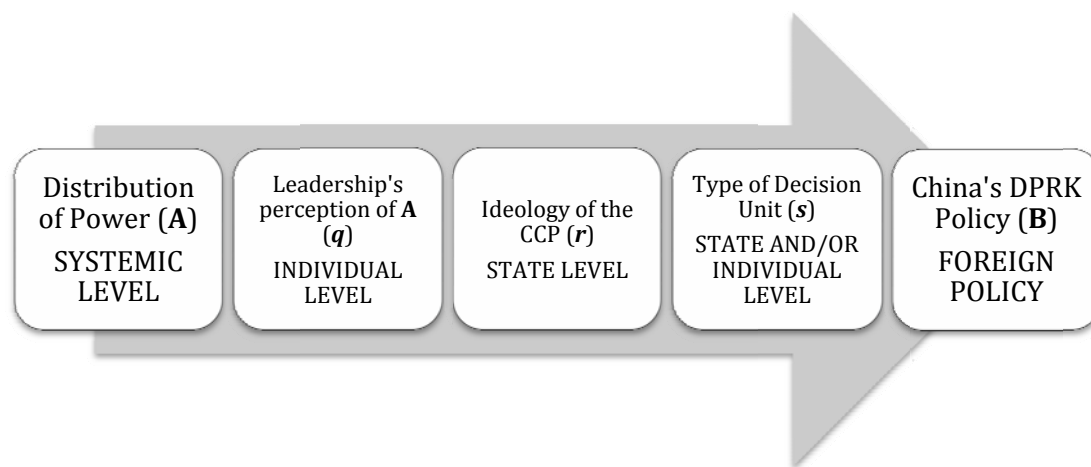 Distribution
of Power (A)
SYSTEMIC
LEVEL
Leadership's
perception of A
(q)
INDIVIDUAL
LEVEL
Ideology of the
CCP (r)
STATE LEVEL
Type of Decision
Unit (s)
STATE AND/OR
INDIVIDUAL
LEVEL
China's DPRK
Policy (B)
FOREIGN
POLICY